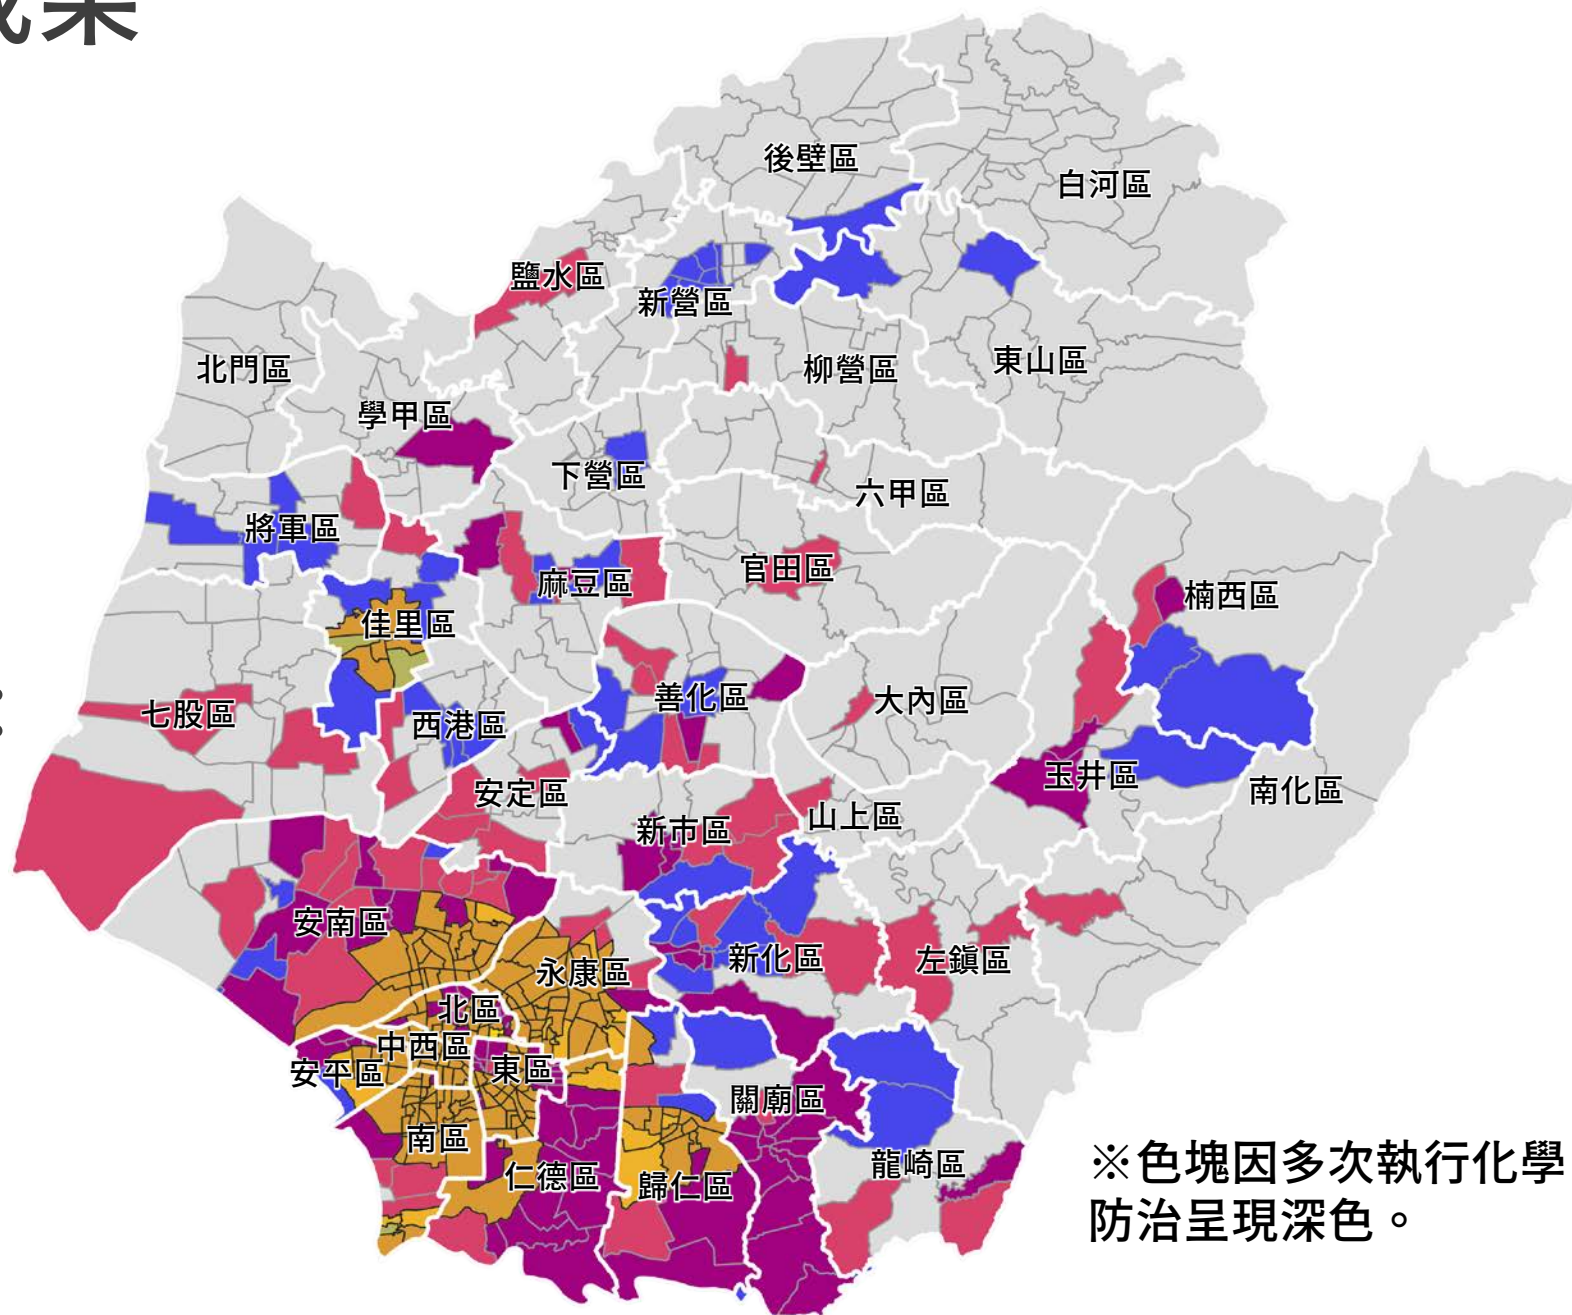 成果
後壁區
白河區
鹽水區
新營區
北門區
柳營區
東山區
學甲區
下營區
六甲區
將軍區
官田區
麻豆區
楠西區
佳里區
善化區
大內區
七股區
西港區
玉井區
南化區
安定區
山上區
新市區
安南區
新化區
左鎮區
永康區
北區
中西區
東區
安平區
關廟區
南區
龍崎區
仁德區
歸仁區
※色塊因多次執行化學
防治呈現深色。